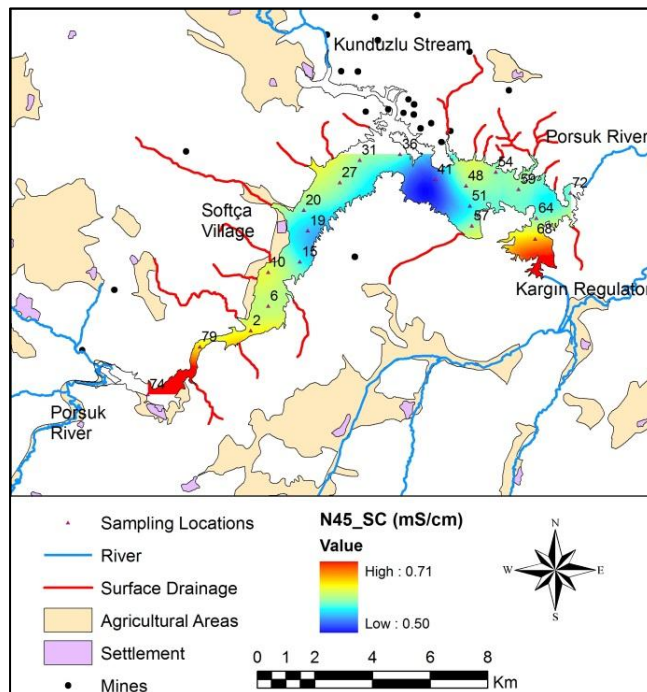 Kunduzlu Stream
Porsuk River
31
36
41
54
48
59
72
27
51
20
57
64
Softça
Village
19
68
15
10
Kargın Regulator
6
2
79
74
Porsuk
River
Sampling Locations
River
Surface Drainage
Agricultural Areas
Settlement
Mines
N45_SC (mS/cm)
Value
High : 0.71
Low : 0.50
N
W
E
S
0 1 2 4 6 8
Km